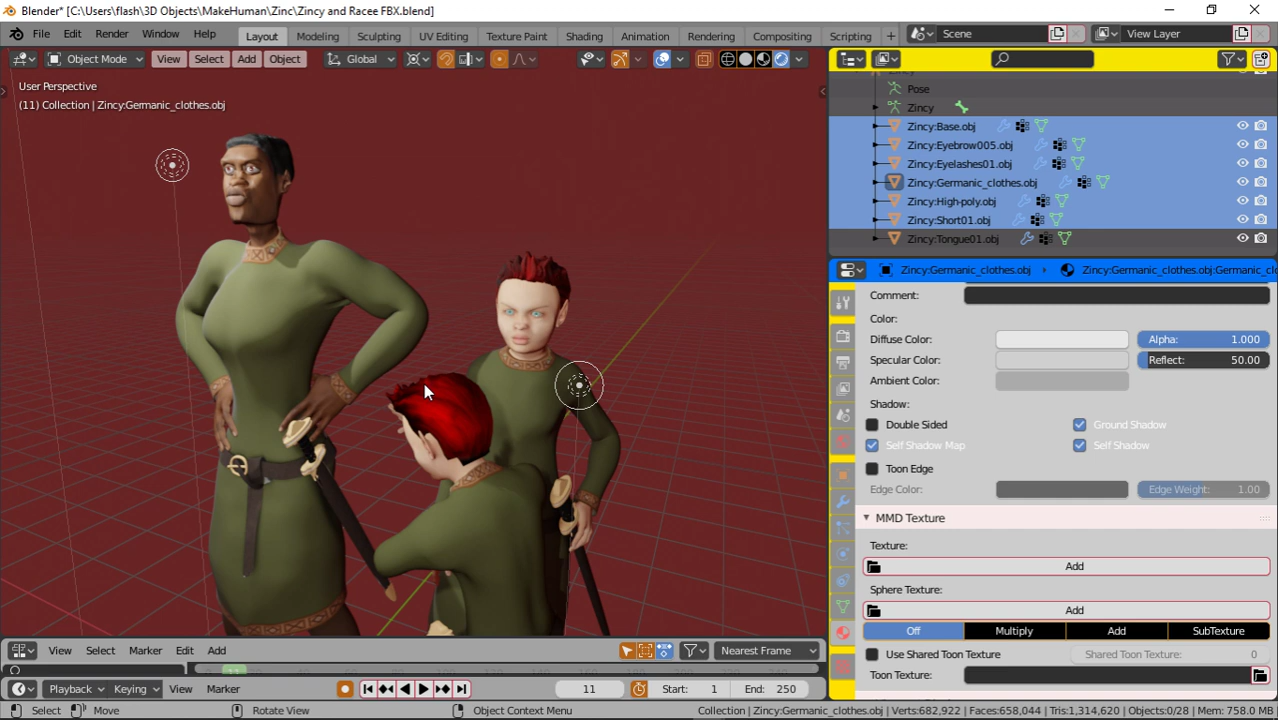 Blender* [C:\Users\flash\3D Objects\MakeHuman\Zinc\Zincy and Racee FBX.blend]
File Edit Render Window Help Layout Modeling Sculpting UV Editing Texture Paint Shading Animation Rendering Compositing Scripting + Scene View Layer
Object Mode View Select Add Object Global
User Perspective
(11) Collection | Zincy:Germanic_clothes.obj
Pose
Zincy
Zincy:Base.obj
Zincy:Eyebrow005.obj
Zincy:Eyelashes01.obj
Zincy:Germanic_clothes.obj
Zincy:High-poly.obj
Zincy:Short01.obj
Zincy:Tongue01.obj
Zincy:Germanic_clothes.obj Zincy:Germanic_clothes.obj:Germanic_cl
Comment:
Color:
Diffuse Color: Alpha: 1.000
Specular Color: Reflect: 50.00
Ambient Color:
Shadow:
Double Sided Ground Shadow
Self Shadow Map Self Shadow
Toon Edge
Edge Color: Edge Weight: 1.00
MMD Texture
Texture:
Add
Sphere Texture:
Add
Off Multiply Add SubTexture
Use Shared Toon Texture Shared Toon Texture: 0
Toon Texture:
View Select Marker Edit Add Nearest Frame
Playback Keying View Marker 11 Start: 1 End: 250
Select Move Rotate View Object Context Menu Collection | Zincy:Germanic_clothes.obj | Verts:682,922 | Faces:658,044 | Tris:1,314,620 | Objects:0/28 | Mem: 758.0 MB